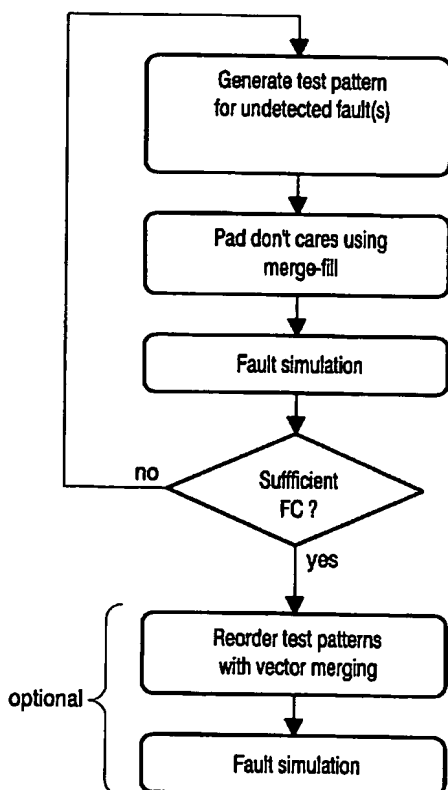 Generate test pattern
for undetected fault(s)
Pad don't cares using
merge-fill
Fault simulation
no
Suffficient
FC ?
yes
Reorder test patterns
with vector merging
optional
Fault simulation